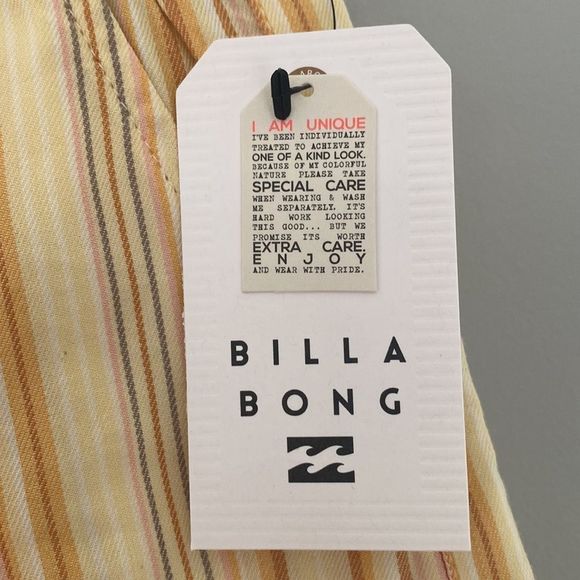 I AM UNIQUE
I'VE BEEN INDIVIDUALLY
TREATED TO ACHIEVE MY
ONE OF A KIND LOOK.
BECAUSE OF MY COLORFUL
NATURE PLEASE TAKE
SPECIAL CARE
WHEN WEARING & WASH
ME SEPARATELY. IT'S
HARD WORK LOOKING
THIS GOOD... BUT WE
PROMISE ITS WORTH
EXTRA CARE.
ENJOY
AND WEAR WITH PRIDE.
BILLA
BONG